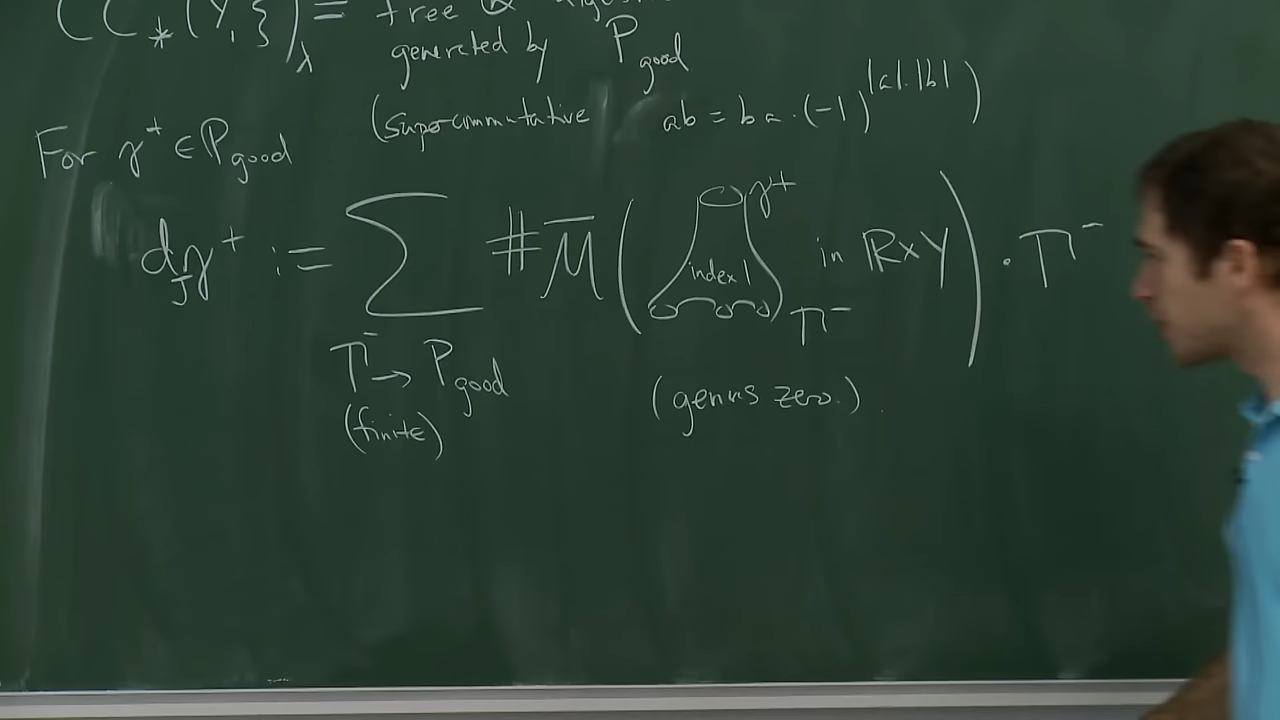 CC_*(Y, ξ)_λ = free Q
generated by P_good
(supercommutative ab = ba · (-1)^{|a|·|b|})
For γ^+ ∈ P_good
d_J γ^+ := ∑ # M̅ ( γ^+ index 1 Γ^- in R×Y ) · Γ^-
Γ^- → P_good (genus zero.)
(finite)